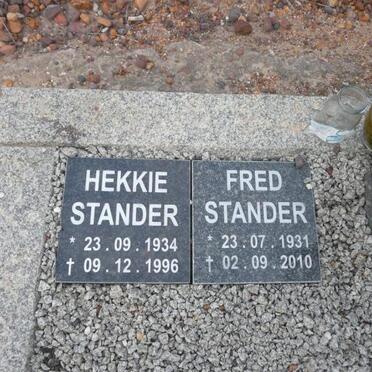 HEKKIE
STANDER
* 23 . 09 . 1934
† 09 . 12 . 1996
FRED
STANDER
* 23 . 07 . 1931
† 02 . 09 . 2010